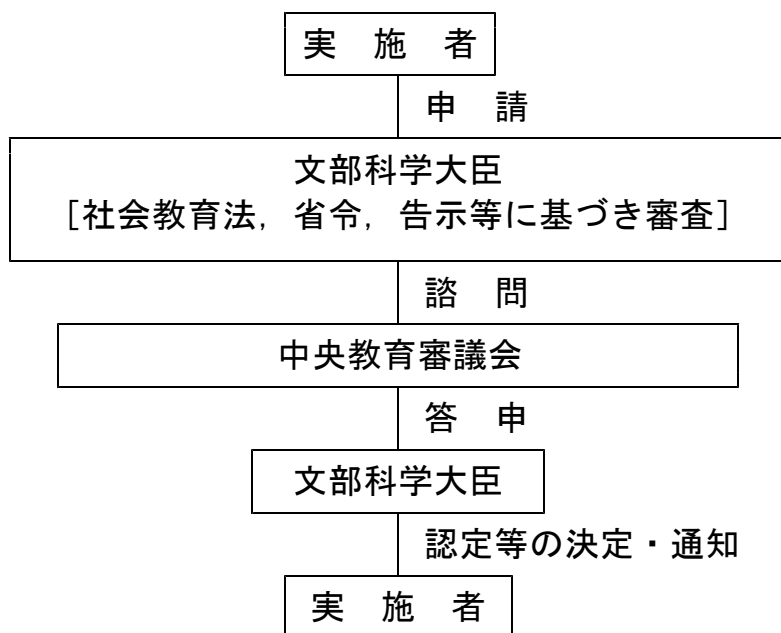 実　施　者
申　請
文部科学大臣
［社会教育法，省令，告示等に基づき審査］
諮　問
中央教育審議会
答　申
文部科学大臣
認定等の決定・通知
実　施　者